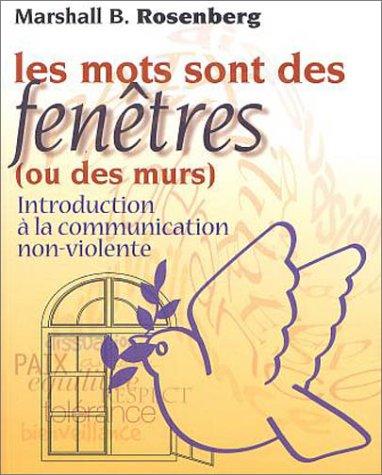 Marshall B. Rosenberg
les mots sont des
fenêtres
(ou des murs)
Introduction
à la communication
non-violente
PAIX
RESPECT
tolérance
bienveillance